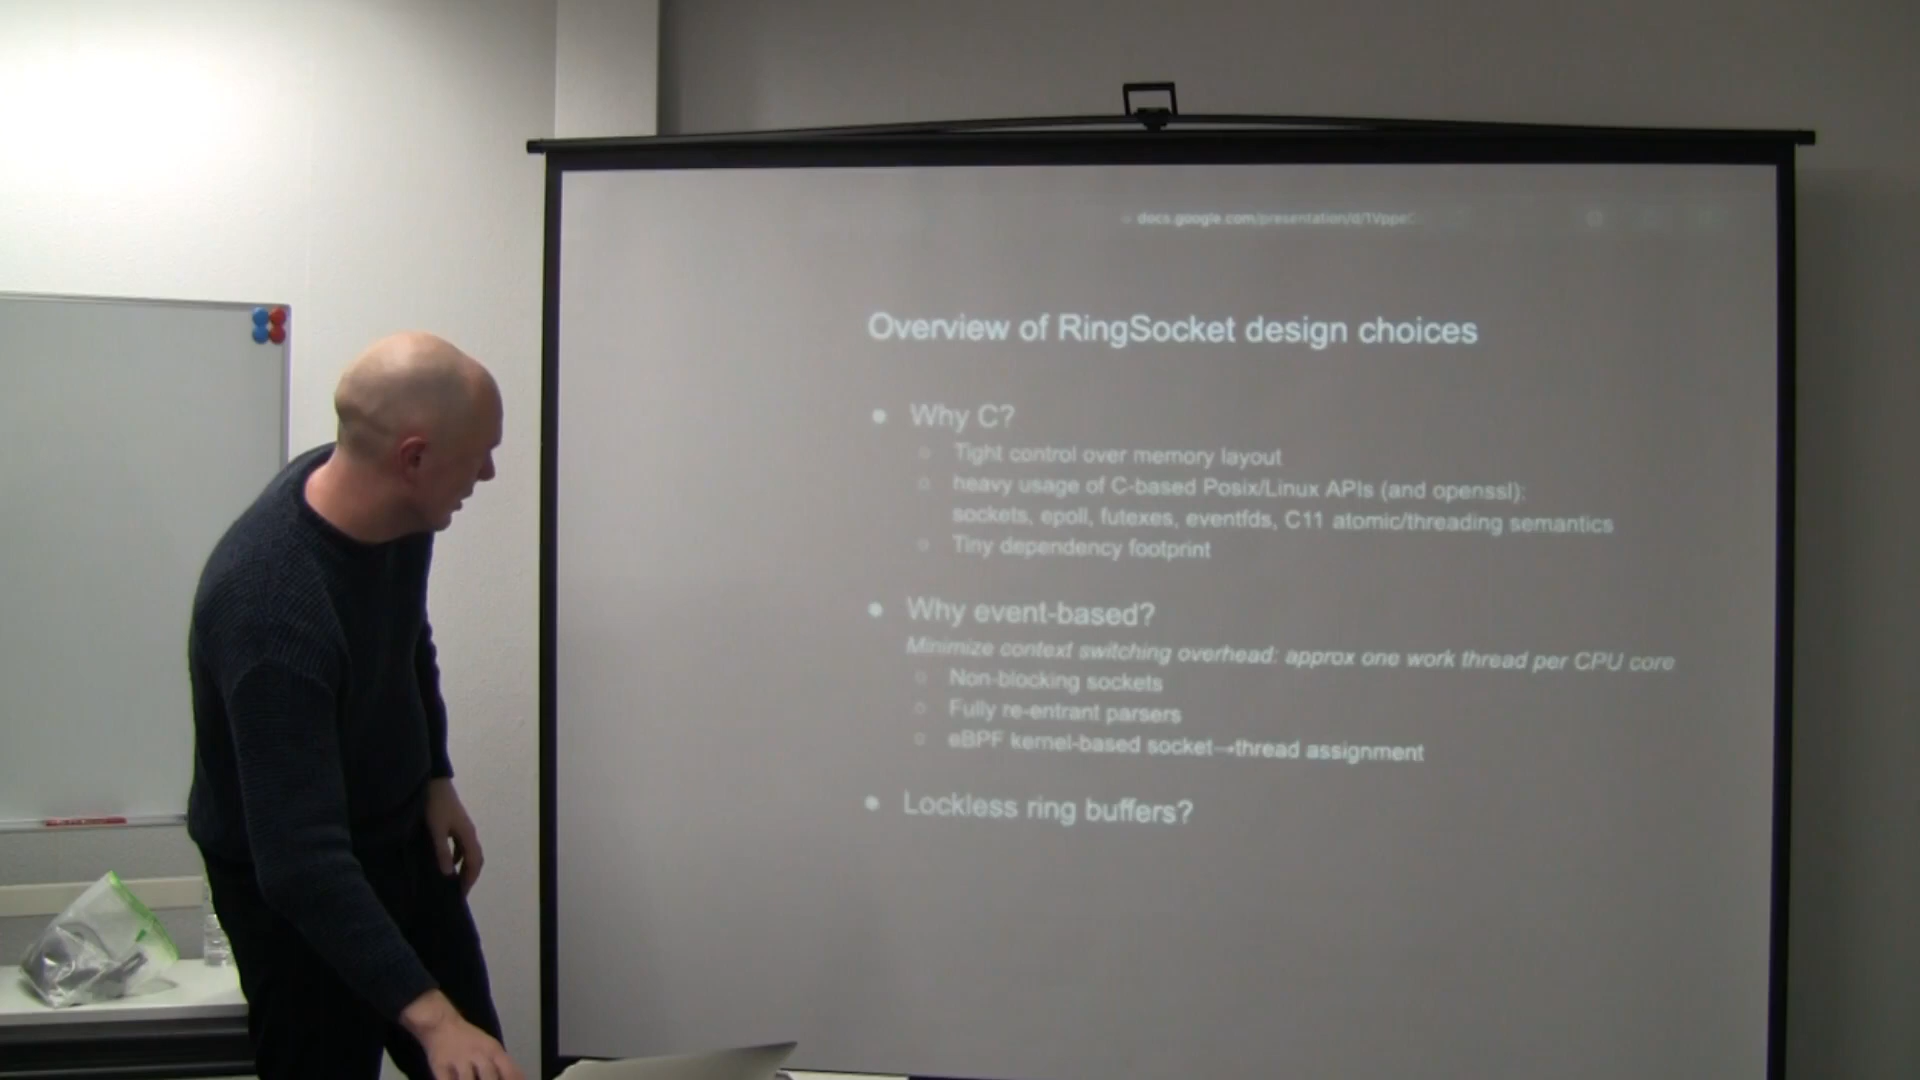 docs.google.com/presentation/d/1Vppa
Overview of RingSocket design choices
● Why C?
○ Tight control over memory layout
○ heavy usage of C-based Posix/Linux APIs (and openssl):
sockets, epoll, futexes, eventfds, C11 atomic/threading semantics
○ Tiny dependency footprint
● Why event-based?
Minimize context switching overhead: approx one work thread per CPU core
○ Non-blocking sockets
○ Fully re-entrant parsers
○ eBPF kernel-based socket→thread assignment
● Lockless ring buffers?